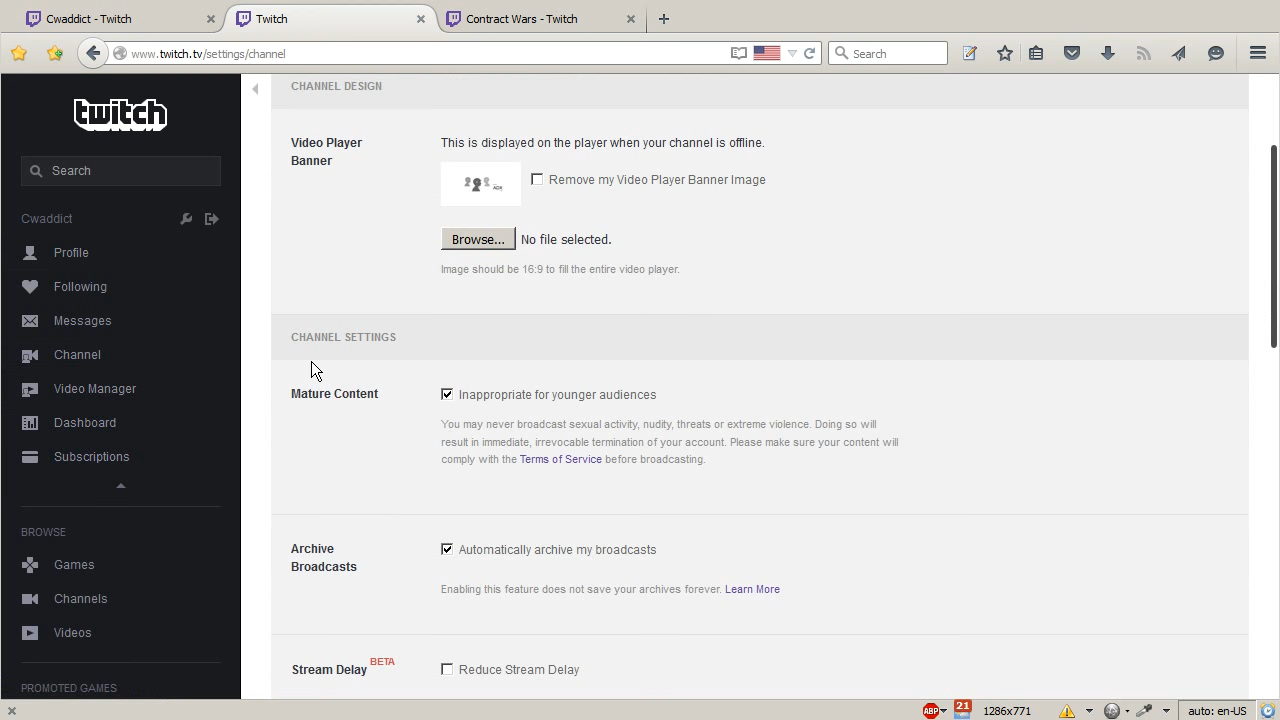 Cwaddict - Twitch
Twitch
Contract Wars - Twitch
www.twitch.tv/settings/channel
Search
twitch
Search
Cwaddict
Profile
Following
Messages
Channel
Video Manager
Dashboard
Subscriptions
BROWSE
Games
Channels
Videos
PROMOTED GAMES
CHANNEL DESIGN
Video Player
Banner
This is displayed on the player when your channel is offline.
Remove my Video Player Banner Image
Browse... No file selected.
Image should be 16:9 to fill the entire video player.
CHANNEL SETTINGS
Mature Content
Inappropriate for younger audiences
You may never broadcast sexual activity, nudity, threats or extreme violence. Doing so will
result in immediate, irrevocable termination of your account. Please make sure your content will
comply with the Terms of Service before broadcasting.
Archive
Broadcasts
Automatically archive my broadcasts
Enabling this feature does not save your archives forever. Learn More
Stream Delay BETA
Reduce Stream Delay
ABP
21
1286x771
auto: en-US